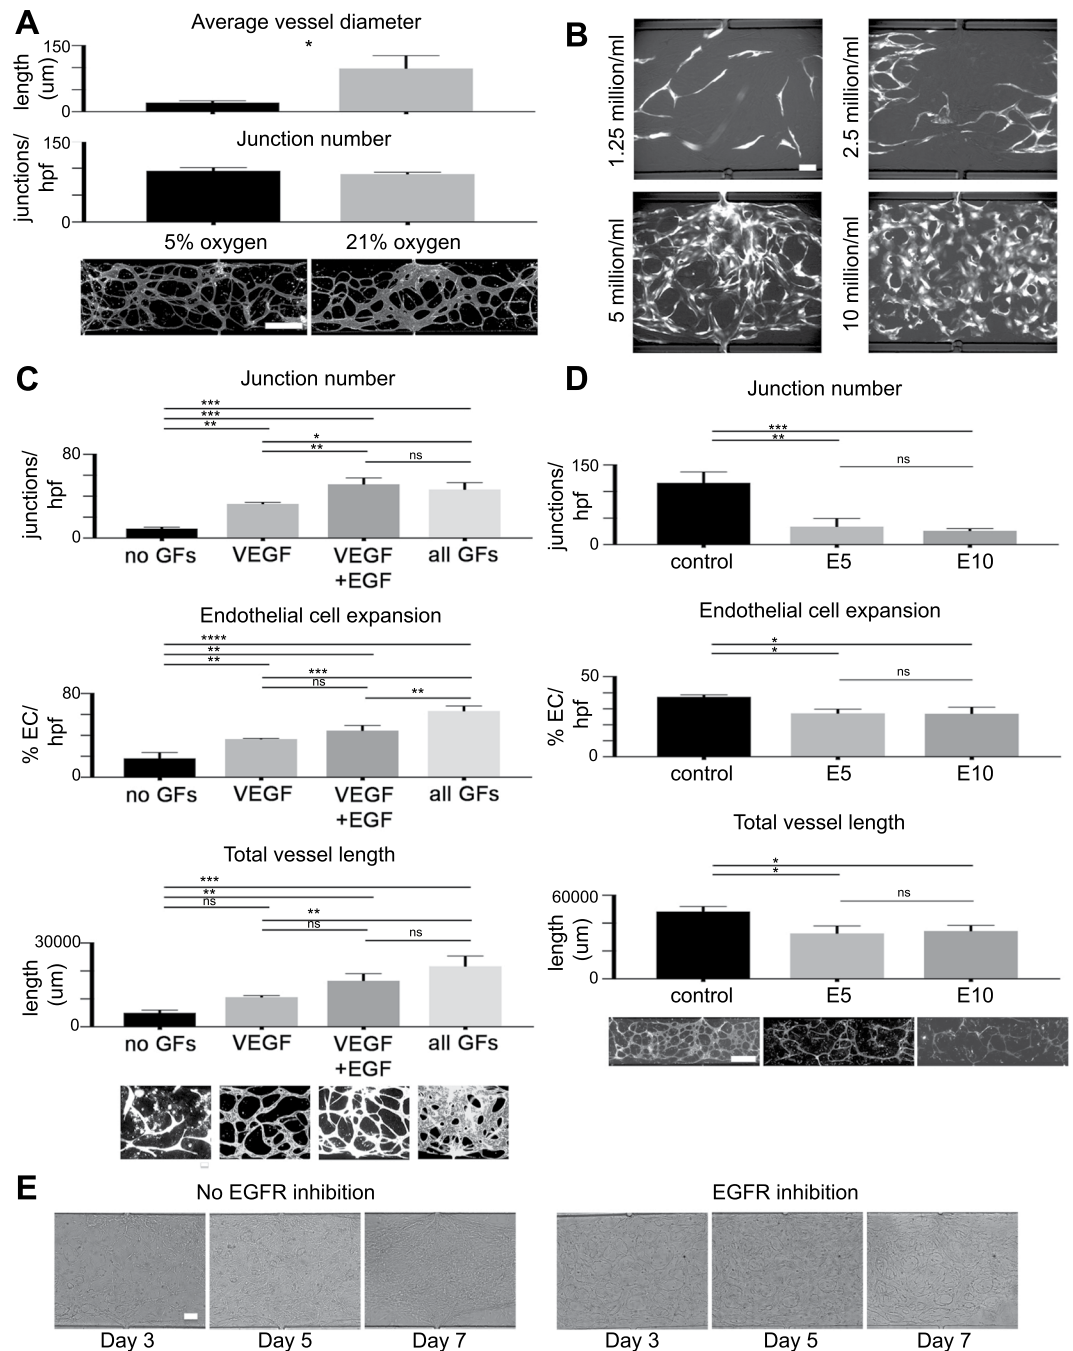 A
Average vessel diameter
*
150
length
(um)
0
Junction number
150
junctions/
hpf
0
5% oxygen
21% oxygen
B
1.25 million/ml
2.5 million/ml
5 million/ml
10 million/ml
C
Junction number
***
***
**
*
**
ns
80
junctions/
hpf
0
no GFs
VEGF
VEGF
+EGF
all GFs
Endothelial cell expansion
****
**
**
***
ns
**
80
% EC/
hpf
0
no GFs
VEGF
VEGF
+EGF
all GFs
Total vessel length
***
**
ns
**
ns
ns
30000
length
(um)
0
no GFs
VEGF
VEGF
+EGF
all GFs
D
Junction number
***
**
ns
150
junctions/
hpf
0
control
E5
E10
Endothelial cell expansion
*
*
ns
50
% EC/
hpf
0
control
E5
E10
Total vessel length
*
*
ns
60000
length
(um)
0
control
E5
E10
E
No EGFR inhibition
EGFR inhibition
Day 3
Day 5
Day 7
Day 3
Day 5
Day 7